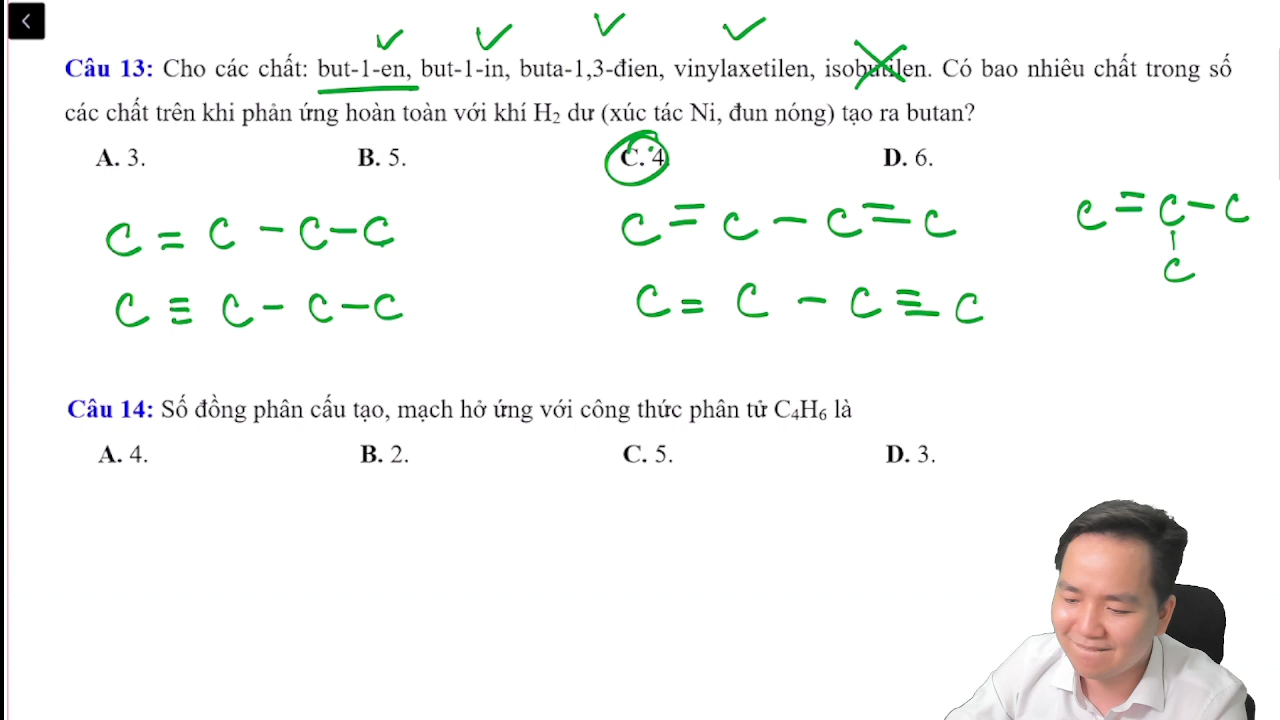 Câu 13: Cho các chất: but-1-en, but-1-in, buta-1,3-đien, vinylaxetilen, isobutilen. Có bao nhiêu chất trong số
các chất trên khi phản ứng hoàn toàn với khí H₂ dư (xúc tác Ni, đun nóng) tạo ra butan?
A. 3. B. 5. C. 4. D. 6.
C = C - C - C
C ≡ C - C - C
C = C - C = C
C = C - C ≡ C
C = C - C
|
C
Câu 14: Số đồng phân cấu tạo, mạch hở ứng với công thức phân tử C₄H₆ là
A. 4. B. 2. C. 5. D. 3.